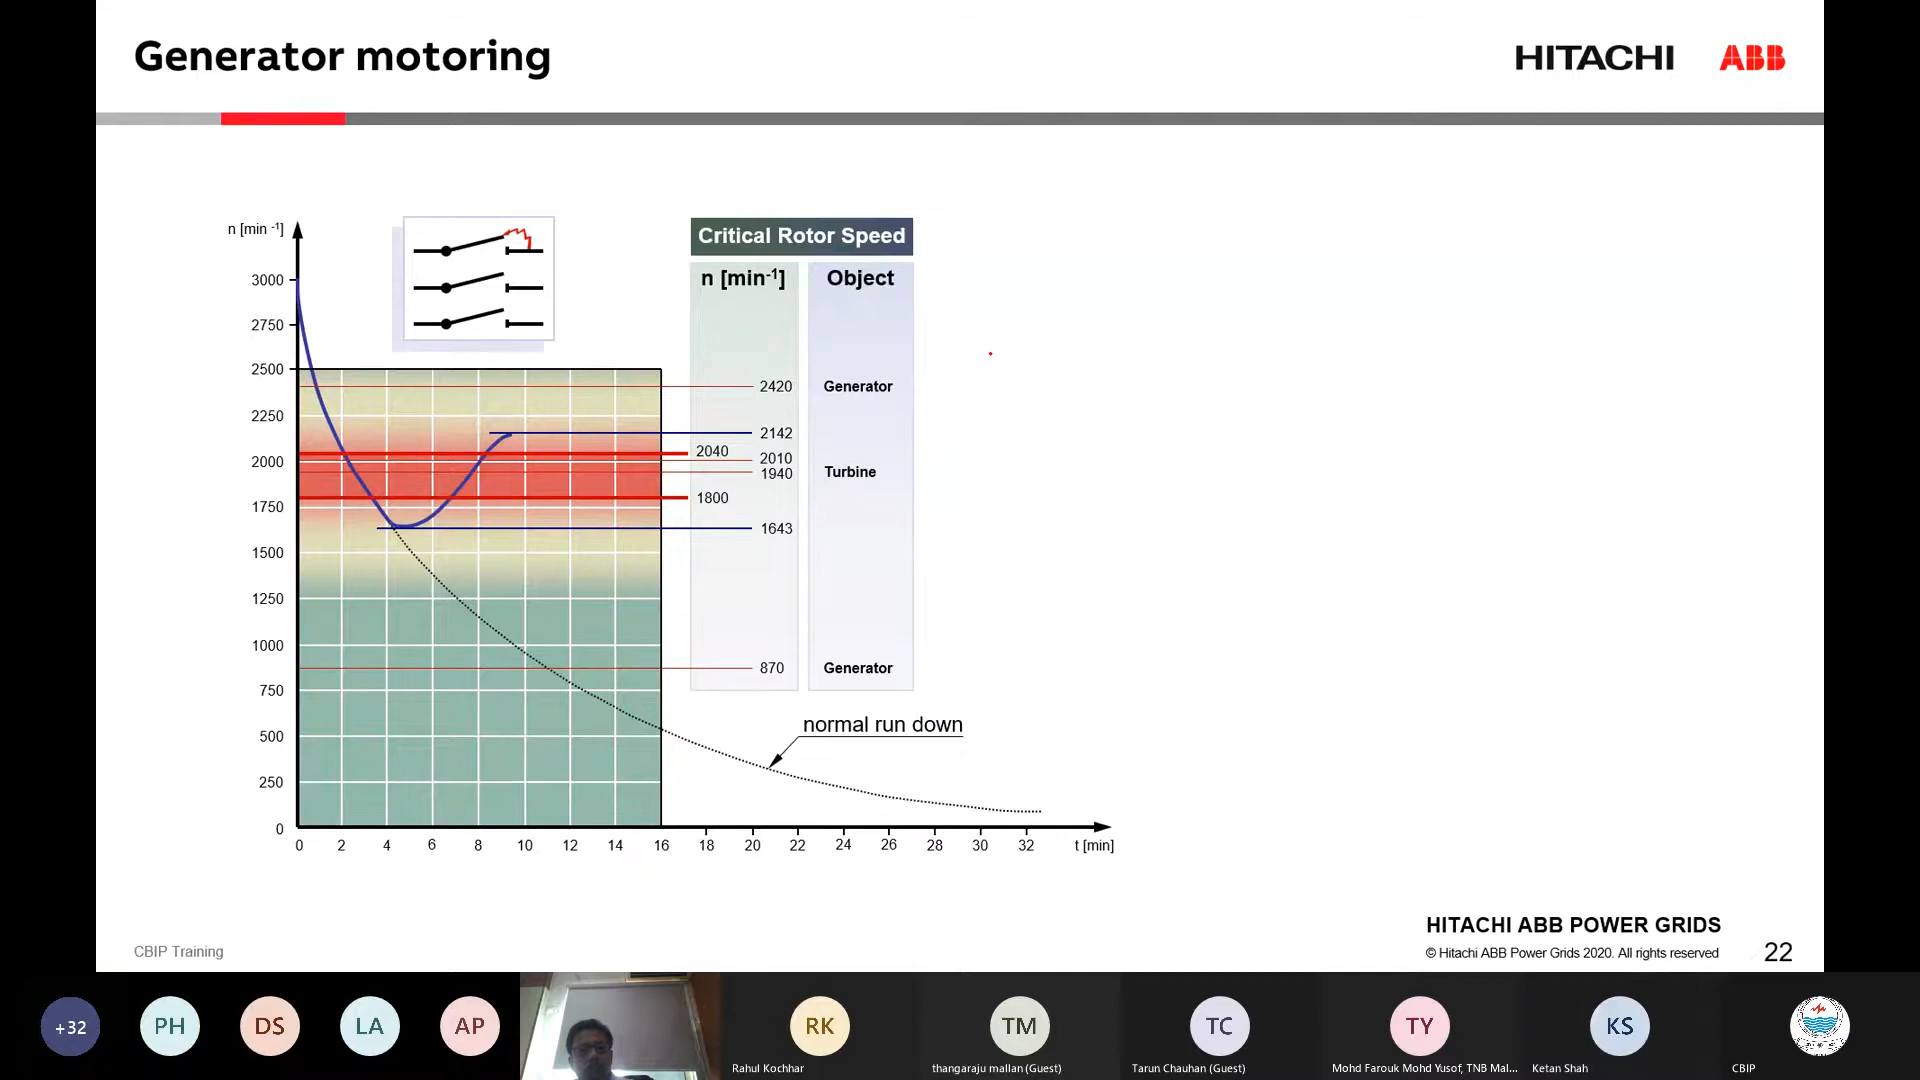 Generator motoring
HITACHI ABB
n [min -1]
3000
2750
2500
2250
2000
1750
1500
1250
1000
750
500
250
0
0 2 4 6 8 10 12 14 16 18 20 22 24 26 28 30 32 t [min]
Critical Rotor Speed
n [min-1] Object
2420 Generator
2142
2040
2010
1940 Turbine
1800
1643
870 Generator
normal run down
HITACHI ABB POWER GRIDS
CBIP Training
© Hitachi ABB Power Grids 2020. All rights reserved
22
+32 PH DS LA AP RK TM TC TY KS
Rahul Kochhar thangaraju mallan (Guest) Tarun Chauhan (Guest) Mohd Farouk Mohd Yusof, TNB Mal... Ketan Shah CBIP